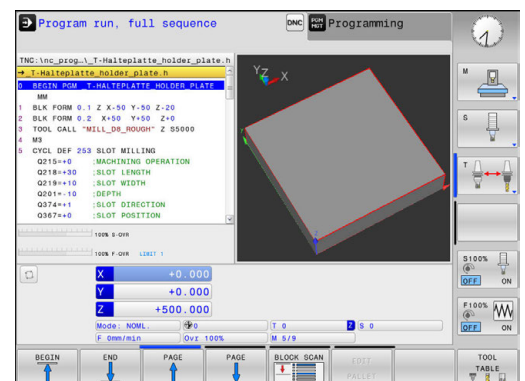 Program run, full sequence
DNC
PGM MGT
Programming
TNC:\nc_prog…\_T-Halteplatte_holder_plate.h
→_T-Halteplatte_holder_plate.h
0 BEGIN PGM _T-HALTEPLATTE_HOLDER_PLATE
MM
1 BLK FORM 0.1 Z X-50 Y-50 Z-20
2 BLK FORM 0.2 X+50 Y+50 Z+0
3 TOOL CALL "MILL_D8_ROUGH" Z S5000
4 M3
5 CYCL DEF 253 SLOT MILLING
Q215=+0 ;MACHINING OPERATION
Q218=+30 ;SLOT LENGTH
Q219=+10 ;SLOT WIDTH
Q201=-10 ;DEPTH
Q374=+1 ;SLOT DIRECTION
Q367=+0 ;SLOT POSITION
Y
Z
X
Z
100% S-OVR
100% F-OVR LIMIT 1
X +0.000
Y +0.000
Z +500.000
Mode: NOML. 0 T 0 Z S 0
F 0mm/min Ovr 100% M 5/9
M
S
T
S100%
OFF ON
F100%
OFF ON
BEGIN
END
PAGE
PAGE
BLOCK SCAN
EDIT
PALLET
TOOL
TABLE